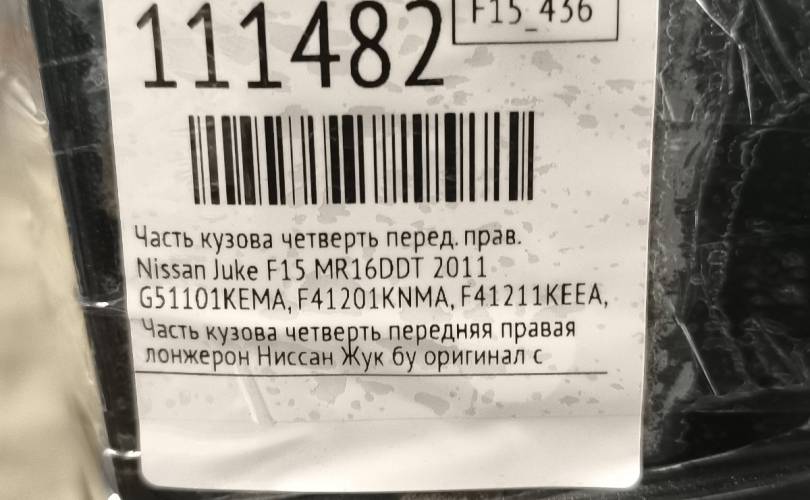 111482
F15_436
Часть кузова четверть перед. прав.
Nissan Juke F15 MR16DDT 2011
G51101KEMA, F41201KNMA, F41211KEEA,
Часть кузова четверть передняя правая
лонжерон Ниссан Жук бу оригинал с